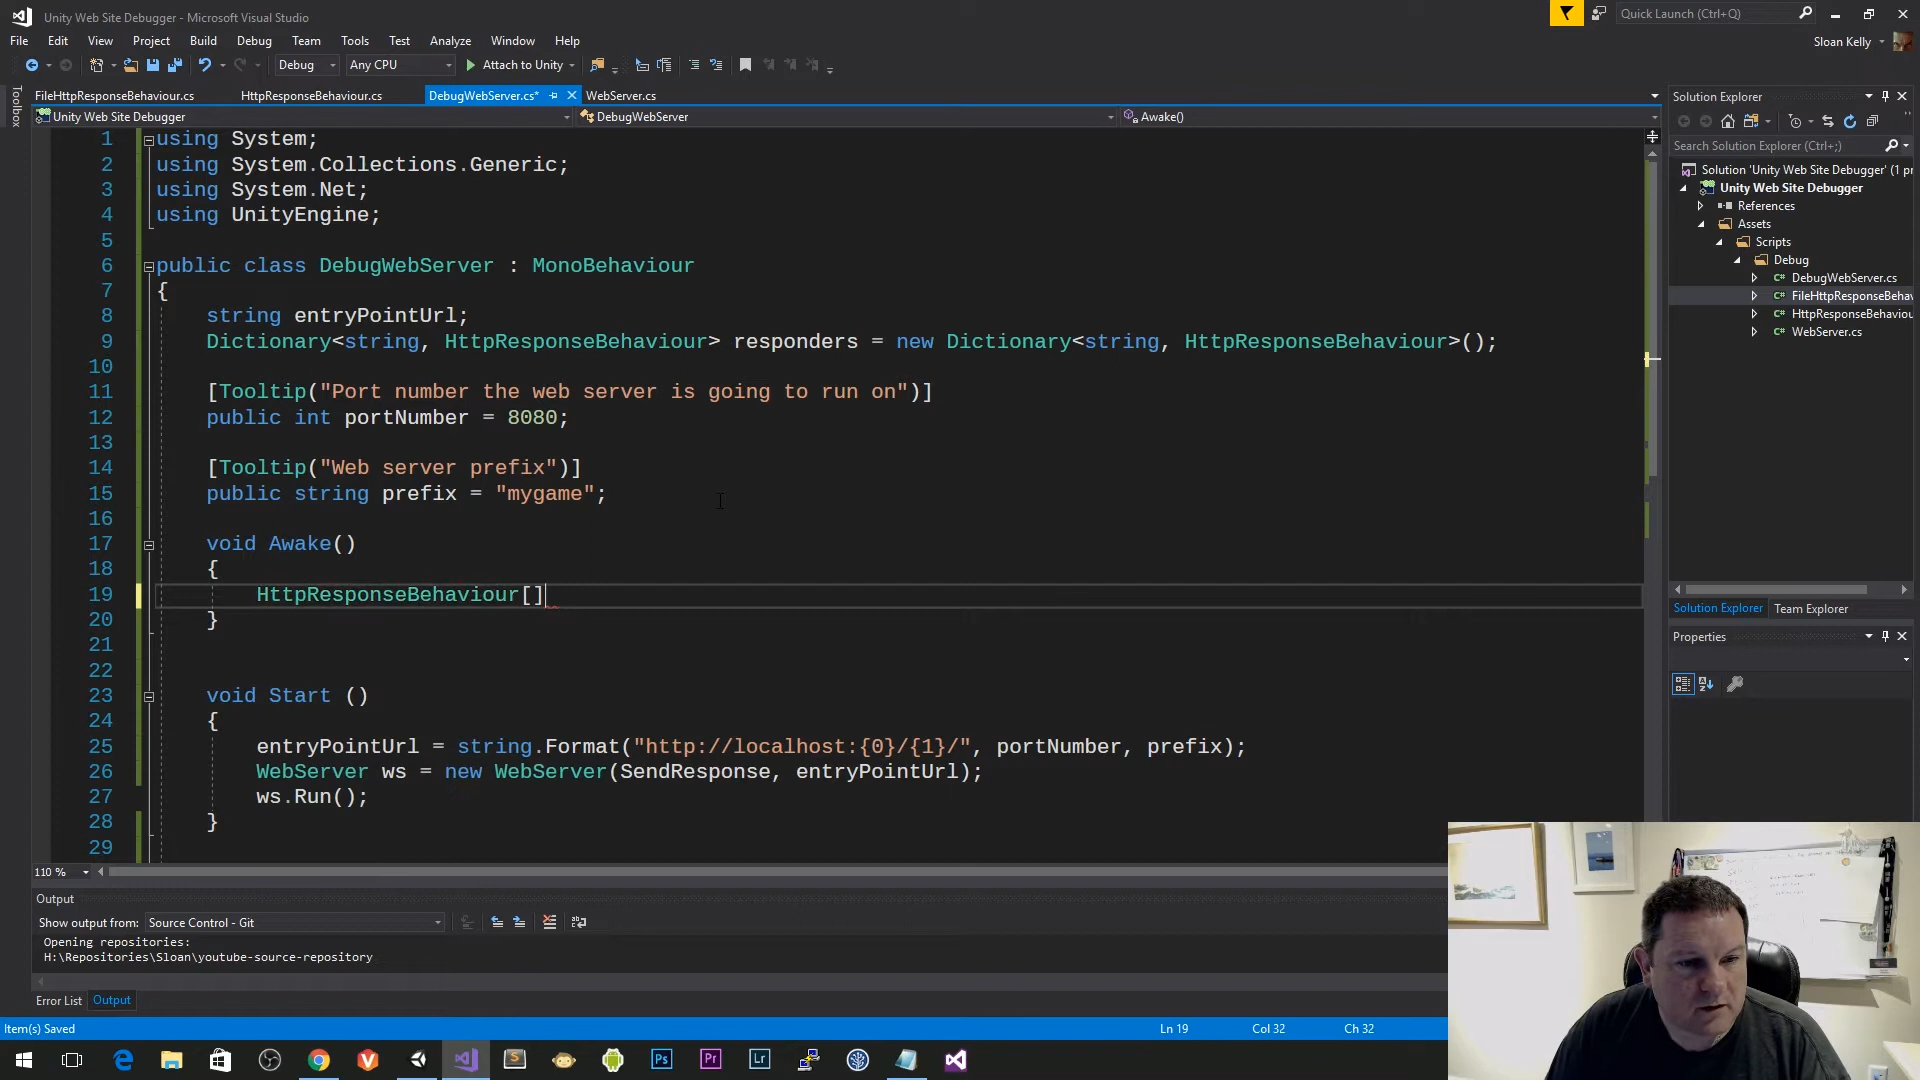 Unity Web Site Debugger - Microsoft Visual Studio
Quick Launch (Ctrl+Q)
File Edit View Project Build Debug Team Tools Test Analyze Window Help
Sloan Kelly
Debug Any CPU Attach to Unity
Toolbox
FileHttpResponseBehaviour.cs HttpResponseBehaviour.cs DebugWebServer.cs* WebServer.cs
Unity Web Site Debugger DebugWebServer Awake()
1 using System;
2 using System.Collections.Generic;
3 using System.Net;
4 using UnityEngine;
5
6 public class DebugWebServer : MonoBehaviour
7 {
8 string entryPointUrl;
9 Dictionary<string, HttpResponseBehaviour> responders = new Dictionary<string, HttpResponseBehaviour>();
10
11 [Tooltip("Port number the web server is going to run on")]
12 public int portNumber = 8080;
13
14 [Tooltip("Web server prefix")]
15 public string prefix = "mygame";
16
17 void Awake()
18 {
19 HttpResponseBehaviour[]
20 }
21
22
23 void Start ()
24 {
25 entryPointUrl = string.Format("http://localhost:{0}/{1}/", portNumber, prefix);
26 WebServer ws = new WebServer(SendResponse, entryPointUrl);
27 ws.Run();
28 }
29
110 %
Output
Show output from: Source Control - Git
Opening repositories:
H:\Repositories\Sloan\youtube-source-repository
Error List Output
Item(s) Saved Ln 19 Col 32 Ch 32
Solution Explorer
Search Solution Explorer (Ctrl+;)
Solution 'Unity Web Site Debugger' (1 pr
Unity Web Site Debugger
References
Assets
Scripts
Debug
C# DebugWebServer.cs
C# FileHttpResponseBehav
C# HttpResponseBehaviou
C# WebServer.cs
Solution Explorer Team Explorer
Properties
Ps Pr Lr